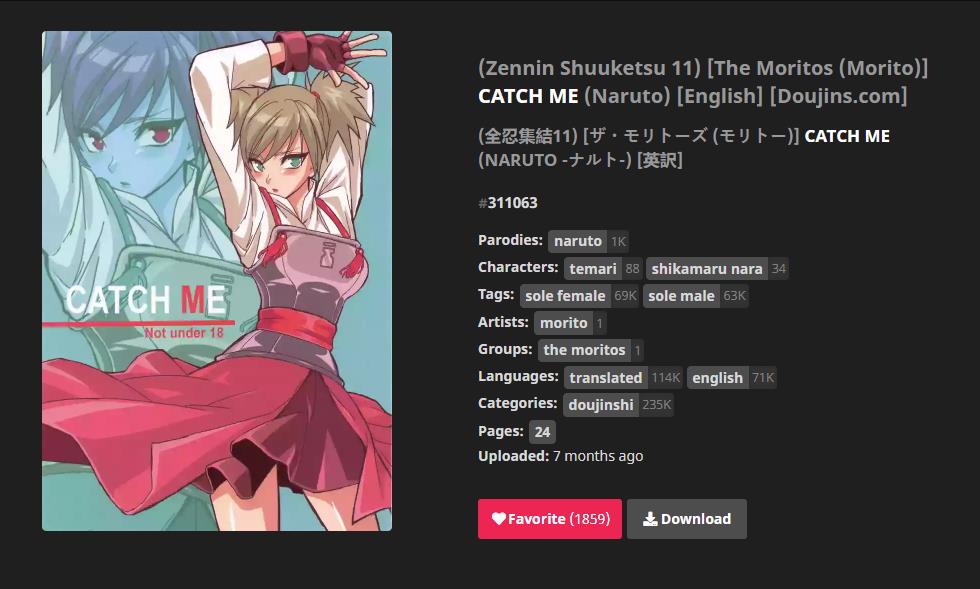 (Zennin Shuuketsu 11) [The Moritos (Morito)]
CATCH ME (Naruto) [English] [Doujins.com]
(全忍集結11) [ザ・モリトーズ (モリトー)] CATCH ME
(NARUTO -ナルト-) [英訳]
#311063
Parodies: naruto 1K
Characters: temari 88 shikamaru nara 34
Tags: sole female 69K sole male 63K
Artists: morito 1
Groups: the moritos 1
Languages: translated 114K english 71K
Categories: doujinshi 235K
Pages: 24
Uploaded: 7 months ago
Favorite (1859) Download
CATCH ME
Not under 18